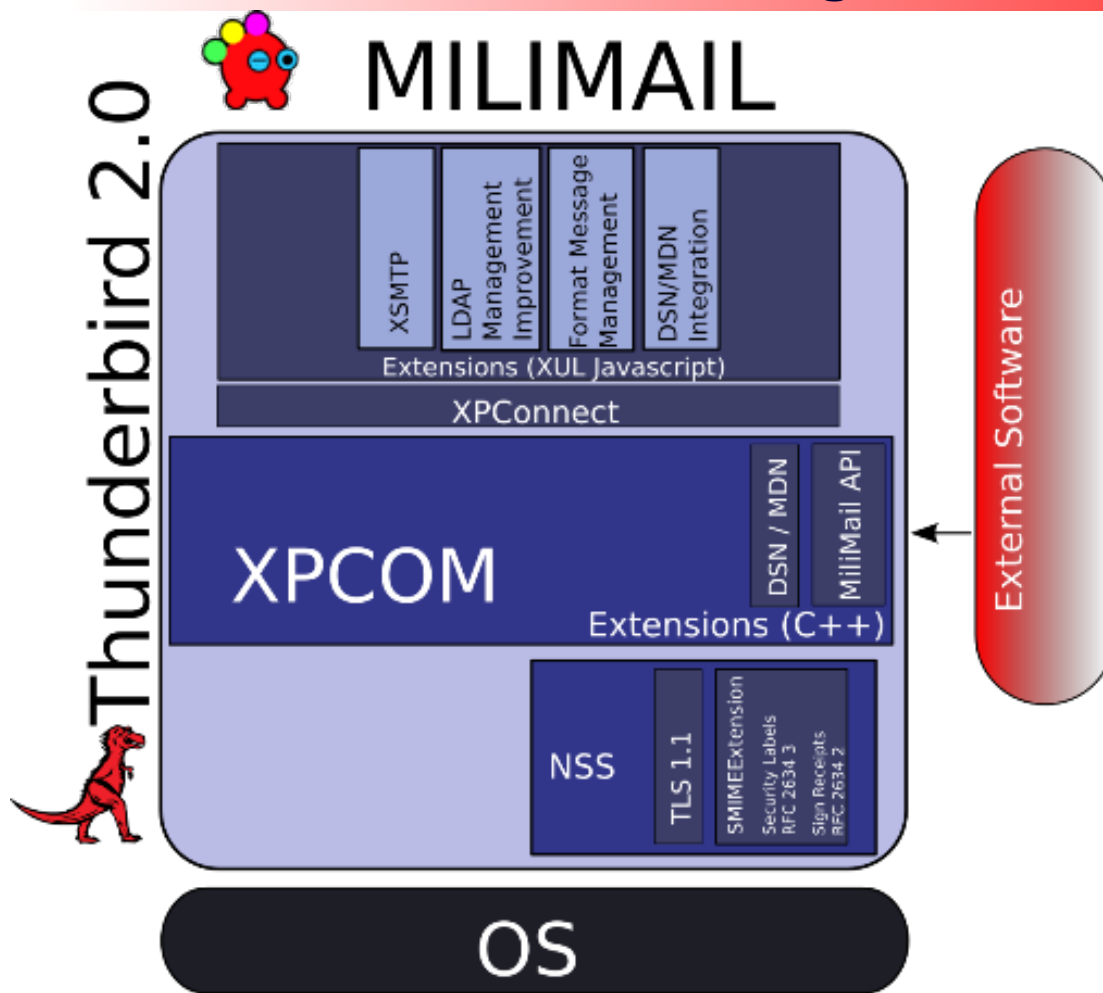 MILIMAIL
Thunderbird 2.0
XSMTP
LDAP
Management
Improvement
Format Message
Management
DSN/MDN
Integration
Extensions (XUL Javascript)
XPConnect
XPCOM
DSN / MDN
MiliMail API
Extensions (C++)
External Software
NSS
TLS 1.1
SMIMEExtension
Security Labels
RFC 2634 3
Sign Receipts
RFC 2634 2
OS